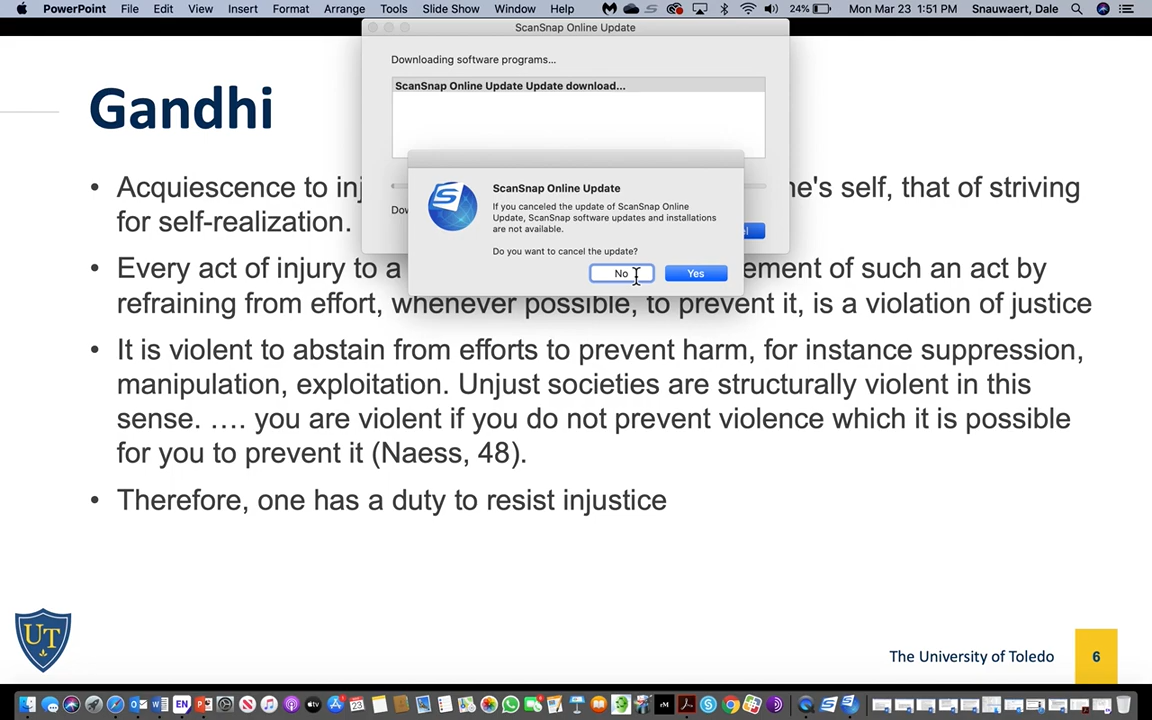 PowerPoint File Edit View Insert Format Arrange Tools Slide Show Window Help 24% Mon Mar 23 1:51 PM Snauwaert, Dale
ScanSnap Online Update
Downloading software programs...
ScanSnap Online Update Update download...
Gandhi
ScanSnap Online Update
If you canceled the update of ScanSnap Online
Update, ScanSnap software updates and installations
are not available.
Do you want to cancel the update?
No Yes
• Acquiescence to inj he's self, that of striving
for self-realization.
• Every act of injury to a ement of such an act by
refraining from effort, whenever possible, to prevent it, is a violation of justice
• It is violent to abstain from efforts to prevent harm, for instance suppression,
manipulation, exploitation. Unjust societies are structurally violent in this
sense. …. you are violent if you do not prevent violence which it is possible
for you to prevent it (Naess, 48).
• Therefore, one has a duty to resist injustice
UT
The University of Toledo 6